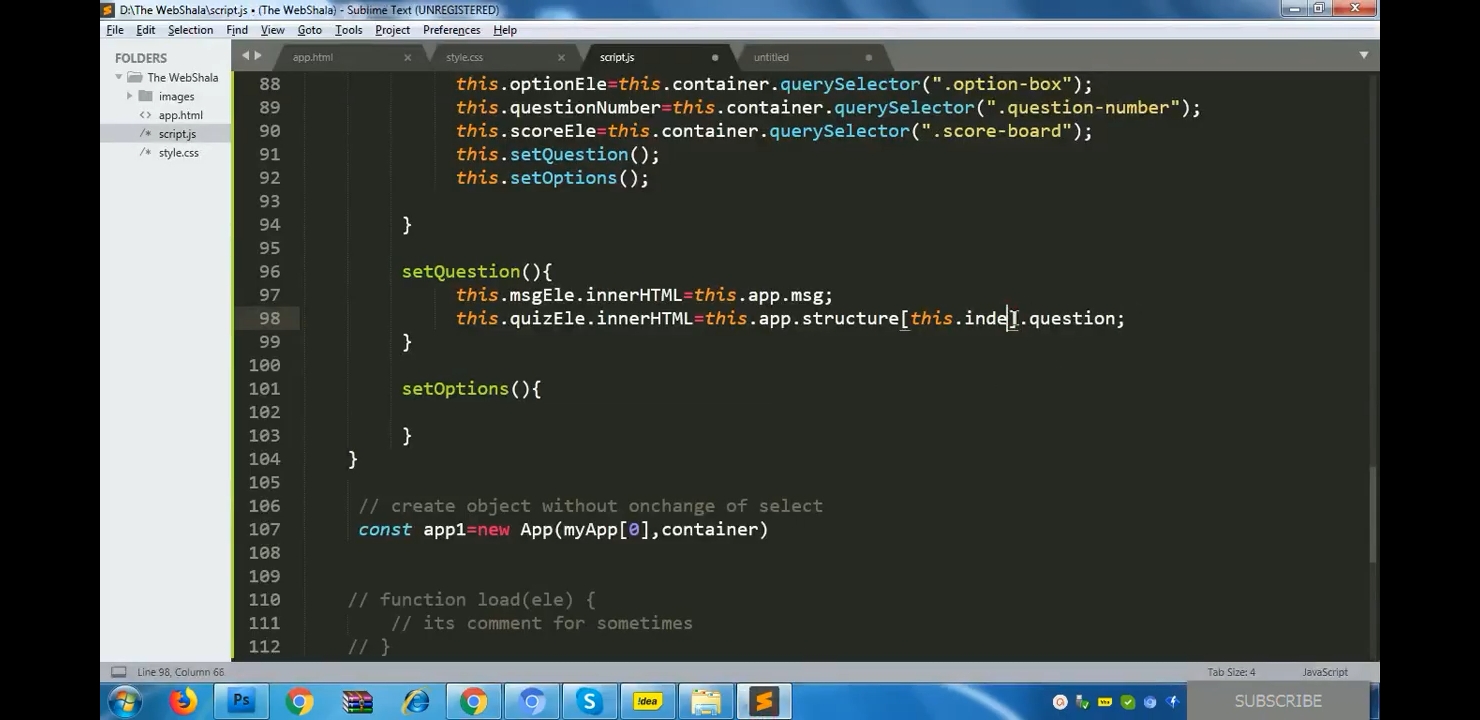 D:\The WebShala\script.js • (The WebShala) - Sublime Text (UNREGISTERED)
File Edit Selection Find View Goto Tools Project Preferences Help
FOLDERS
The WebShala
images
app.html
script.js
style.css
app.html style.css script.js untitled
88 this.optionEle=this.container.querySelector(".option-box");
89 this.questionNumber=this.container.querySelector(".question-number");
90 this.scoreEle=this.container.querySelector(".score-board");
91 this.setQuestion();
92 this.setOptions();
93
94 }
95
96 setQuestion(){
97 this.msgEle.innerHTML=this.app.msg;
98 this.quizEle.innerHTML=this.app.structure[this.inde].question;
99 }
100
101 setOptions(){
102
103 }
104 }
105
106 // create object without onchange of select
107 const app1=new App(myApp[0],container)
108
109
110 // function load(ele) {
111 // its comment for sometimes
112 // }
Line 98, Column 66 Tab Size: 4 JavaScript
Ps !dea SUBSCRIBE